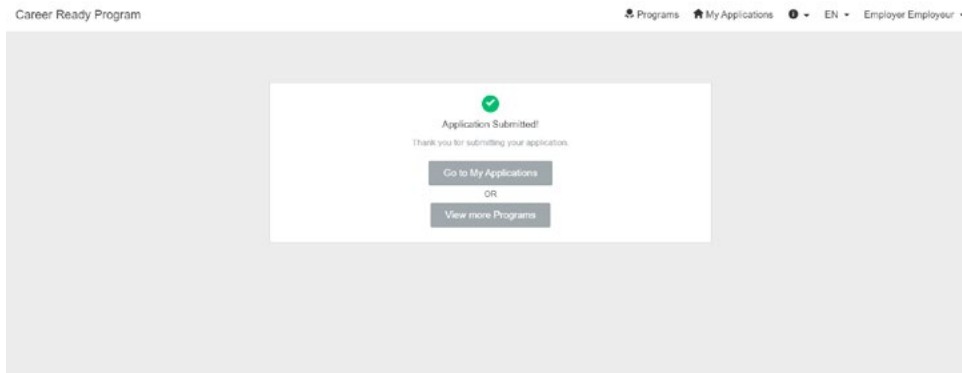 Career Ready Program
Programs My Applications EN Employer Employeur
Application Submitted!
Thank you for submitting your application.
Go to My Applications
OR
View more Programs